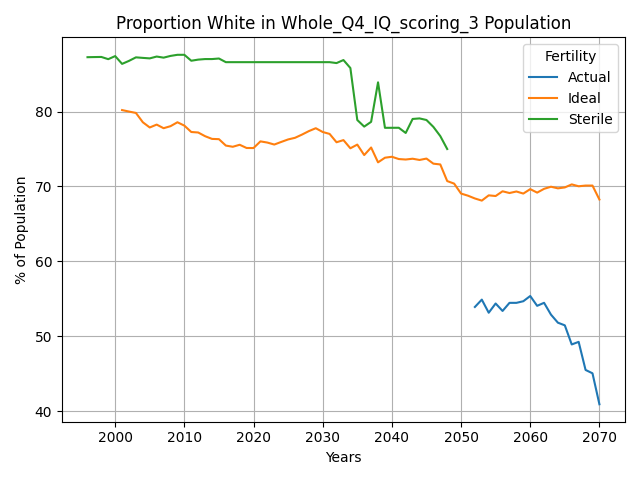 Proportion White in Whole_Q4_IQ_scoring_3 Population
Fertility
Actual
Ideal
Sterile
% of Population
80
70
60
50
40
2000
2010
2020
2030
2040
2050
2060
2070
Years